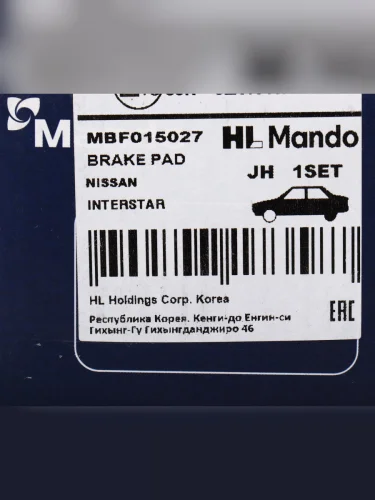 M
MBF015027 HL Mando
BRAKE PAD
JH 1SET
NISSAN
INTERSTAR
HL Holdings Corp. Korea
EAC
Республика Корея. Кенги-до Енгин-си
Гихынг-Гу Гихынгданджиро 46